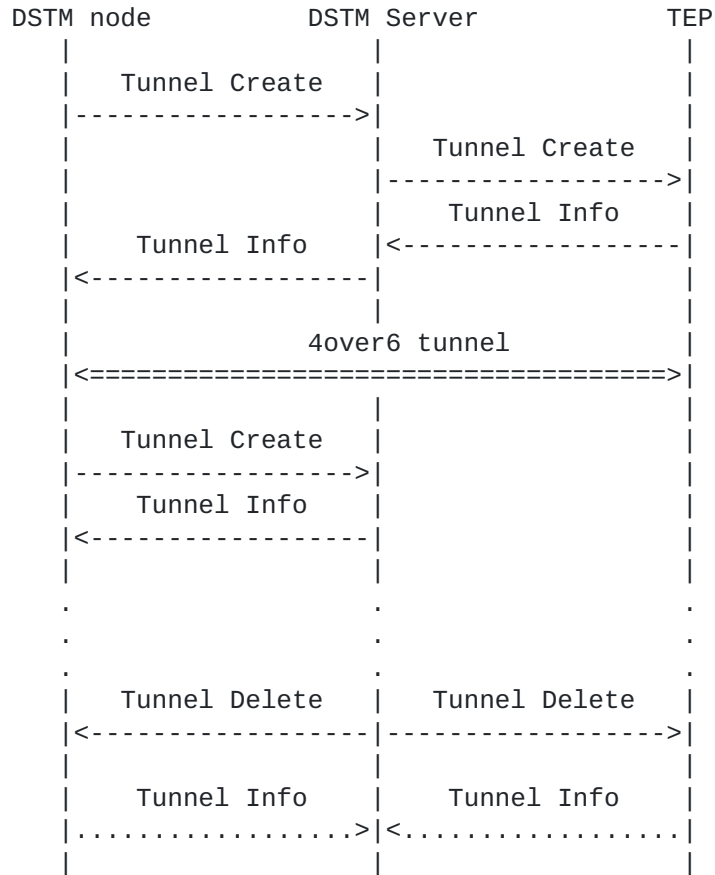 DSTM node DSTM Server TEP
Tunnel Create
Tunnel Create
Tunnel Info
Tunnel Info
4over6 tunnel
Tunnel Create
Tunnel Info
Tunnel Delete Tunnel Delete
Tunnel Info Tunnel Info